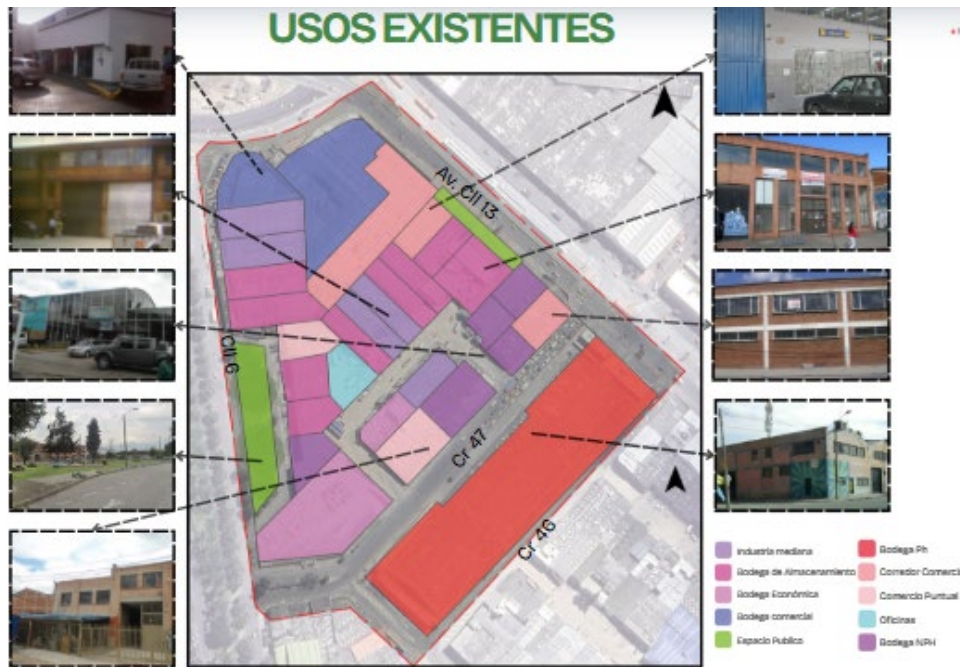 USOS EXISTENTES
Av. Cll 13
Cll 6
Cr 47
Cr 46
Industria mediana
Bodega de Almacenamiento
Bodega Económica
Bodega comercial
Espacio Publico
Bodega Ph
Corredor Comercia
Comercio Puntual
Oficinas
Bodega NPH